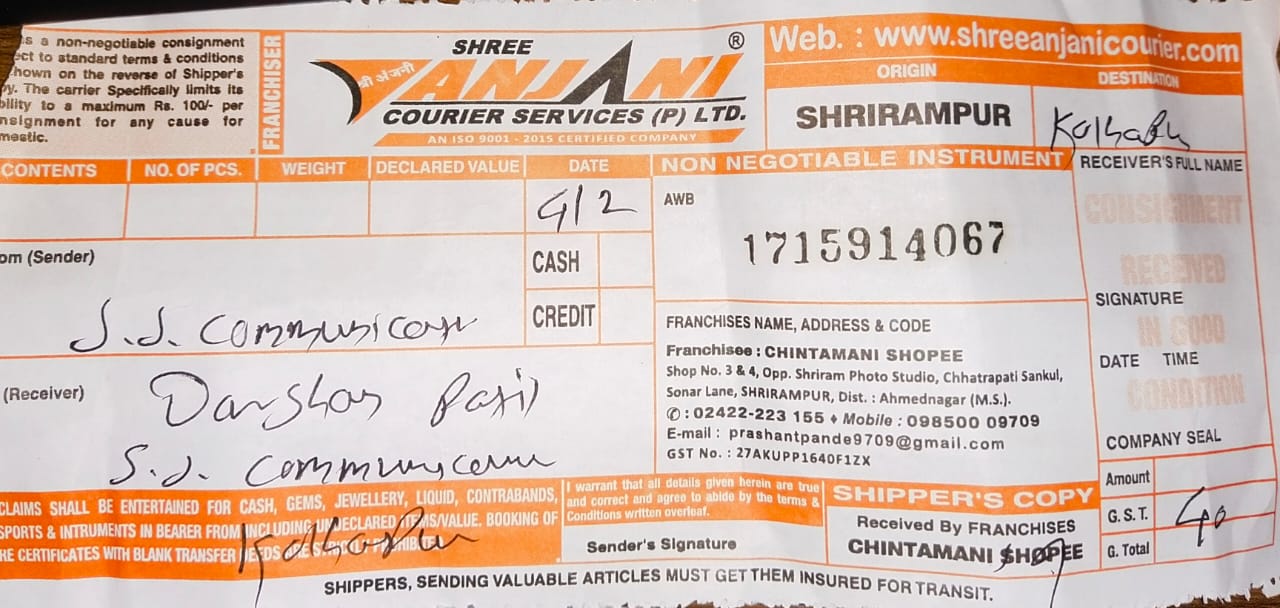 s a non-negotiable consignment
ect to standard terms & conditions
hown on the reverse of Shipper's
py. The carrier Specifically limits its
bility to a maximum Rs. 100/- per
nsignment for any cause for
mestic.
FRANCHISER
श्री अंजनी
SHREE
ANJANI ®
COURIER SERVICES (P) LTD.
AN ISO 9001 - 2015 CERTIFIED COMPANY
Web. : www.shreeanjanicourier.com
ORIGIN DESTINATION
SHRIRAMPUR Kolhapur
CONTENTS NO. OF PCS. WEIGHT DECLARED VALUE DATE
4/2
NON NEGOTIABLE INSTRUMENT
AWB
1715914067
RECEIVER'S FULL NAME
CONSIGNMENT
RECEIVED
SIGNATURE
IN GOOD
DATE TIME
CONDITION
COMPANY SEAL
om (Sender)
CASH
CREDIT
(Receiver)
Darshan Patil
Kolhapur
FRANCHISES NAME, ADDRESS & CODE
Franchisee : CHINTAMANI SHOPEE
Shop No. 3 & 4, Opp. Shriram Photo Studio, Chhatrapati Sankul,
Sonar Lane, SHRIRAMPUR, Dist. : Ahmednagar (M.S.).
✆ : 02422-223 155 ♦ Mobile : 098500 09709
E-mail : prashantpande9709@gmail.com
GST No. : 27AKUPP1640F1ZX
CLAIMS SHALL BE ENTERTAINED FOR CASH, GEMS, JEWELLERY, LIQUID, CONTRABANDS,
SPORTS & INTRUMENTS IN BEARER FROM INCLUDING UNDECLARED ITEMS/VALUE. BOOKING OF
RE CERTIFICATES WITH BLANK TRANSFER
I warrant that all details given herein are true
and correct and agree to abide by the terms &
Conditions written overleaf.
Sender's Signature
SHIPPER'S COPY
Received By FRANCHISES
CHINTAMANI SHOPEE
Amount
G.S.T. 40
G. Total
SHIPPERS, SENDING VALUABLE ARTICLES MUST GET THEM INSURED FOR TRANSIT.